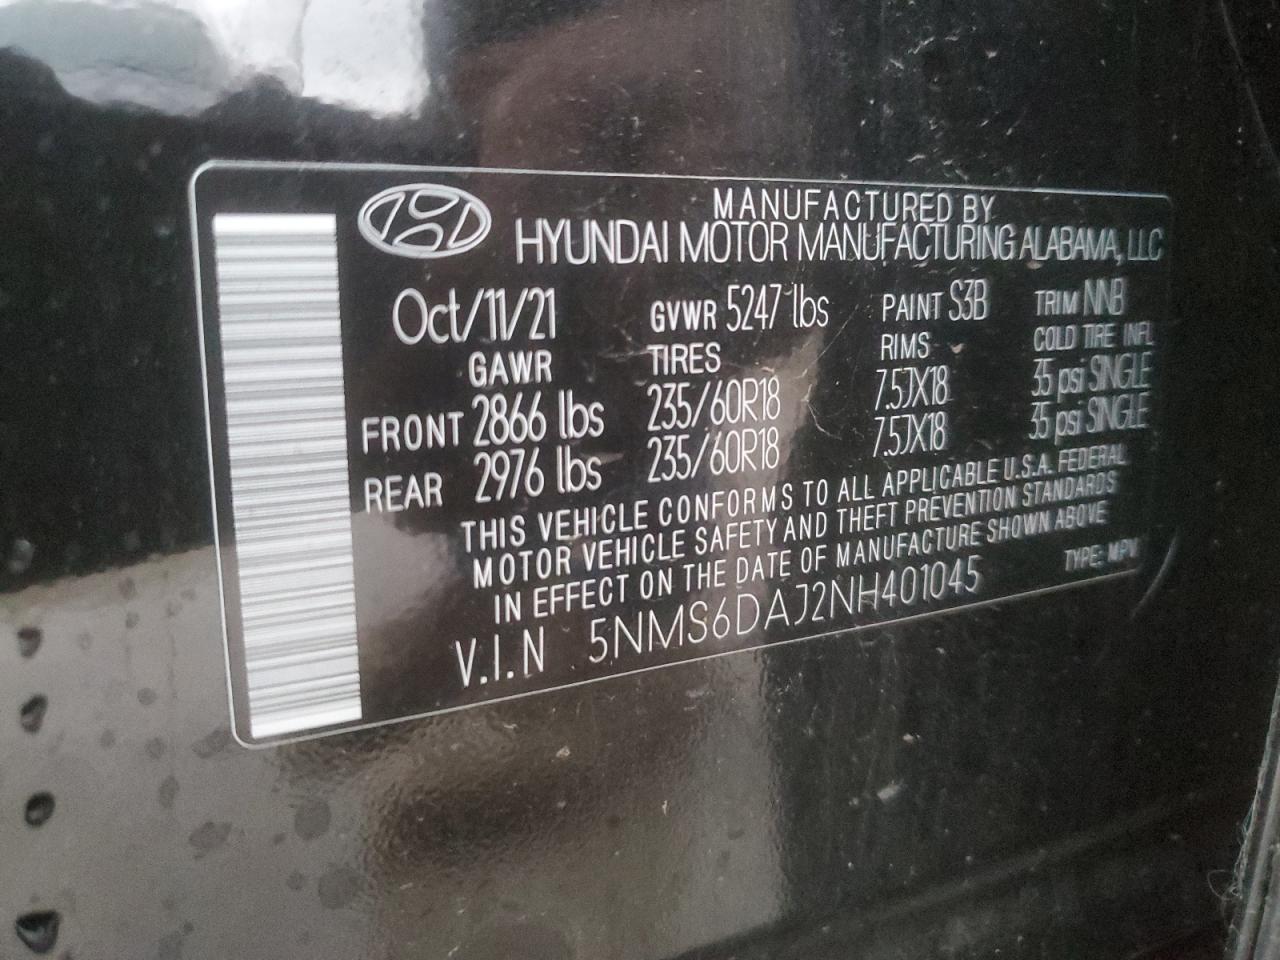 MANUFACTURED BY
HYUNDAI MOTOR MANUFACTURING ALABAMA, LLC
Oct/11/21 GVWR 5247 lbs PAINT S3B TRIM NNB
GAWR TIRES RIMS COLD TIRE INFL
FRONT 2866 lbs 235/60R18 7.5JX18 35 psi SINGLE
REAR 2976 lbs 235/60R18 7.5JX18 35 psi SINGLE
THIS VEHICLE CONFORMS TO ALL APPLICABLE U.S.A. FEDERAL
MOTOR VEHICLE SAFETY AND THEFT PREVENTION STANDARDS
IN EFFECT ON THE DATE OF MANUFACTURE SHOWN ABOVE
V.I.N 5NMS6DAJ2NH401045 TYPE: MPV